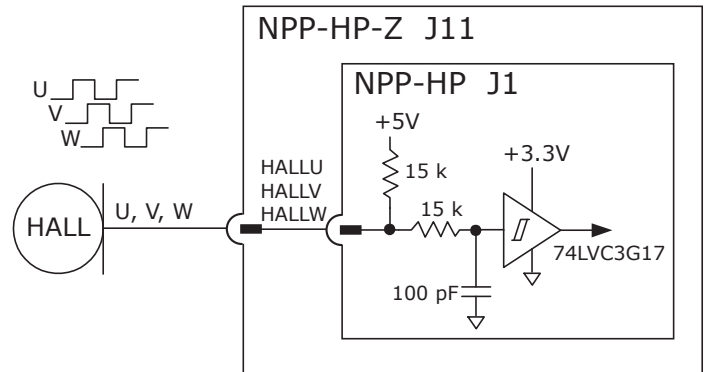 NPP-HP-Z J11
NPP-HP J1
U
V
W
+5V
+3.3V
HALLU
HALLV
HALLW
15 k
15 k
HALL
U, V, W
74LVC3G17
100 pF